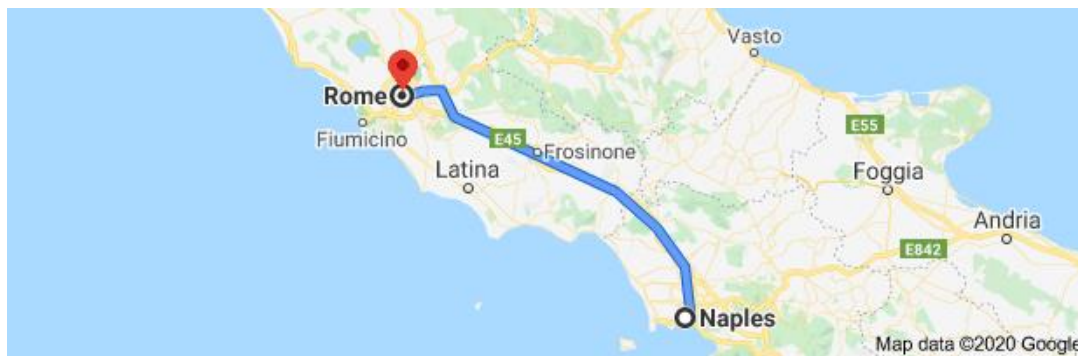 Vasto
Rome
Fiumicino
E45
Frosinone
E55
Latina
Foggia
Andria
E842
Naples
Map data ©2020 Google